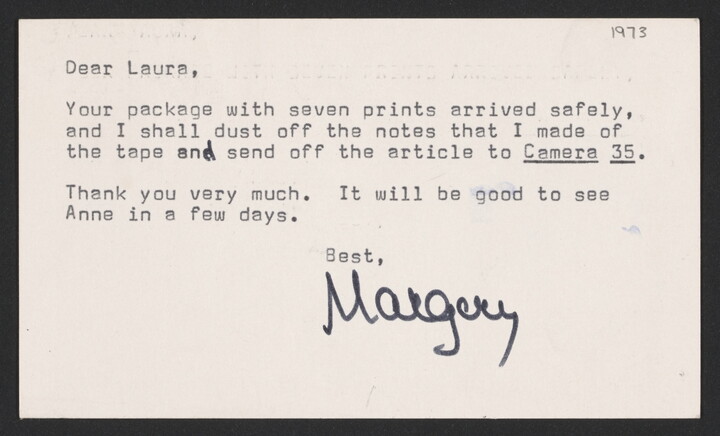 1973
Dear Laura,
Your package with seven prints arrived safely,
and I shall dust off the notes that I made of
the tape and send off the article to Camera 35.
Thank you very much.  It will be good to see
Anne in a few days.
Best,
Margery